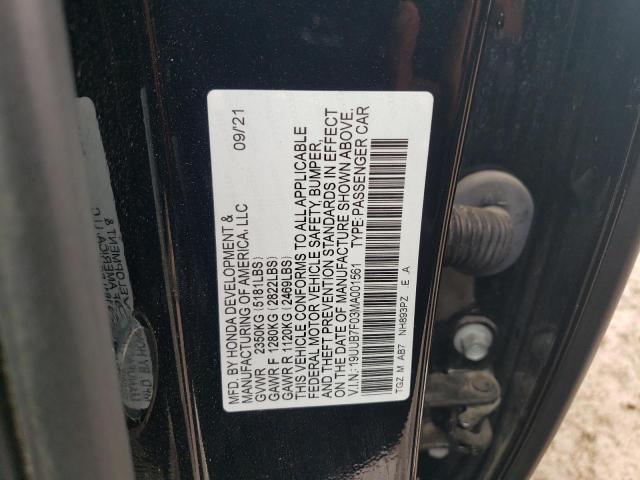 MFD. BY HONDA DEVELOPMENT & 09/21
MANUFACTURING OF AMERICA, LLC
GVWR 2350KG (5181LBS)
GAWR F 1280KG (2822LBS)
GAWR R 1120KG (2469LBS)
THIS VEHICLE CONFORMS TO ALL APPLICABLE
FEDERAL MOTOR VEHICLE SAFETY, BUMPER,
AND THEFT PREVENTION STANDARDS IN EFFECT
ON THE DATE OF MANUFACTURE SHOWN ABOVE.
V.I.N.: 19UUB7F03MA001561 TYPE: PASSENGER CAR
TGZ M AB7 NH893PZ E A